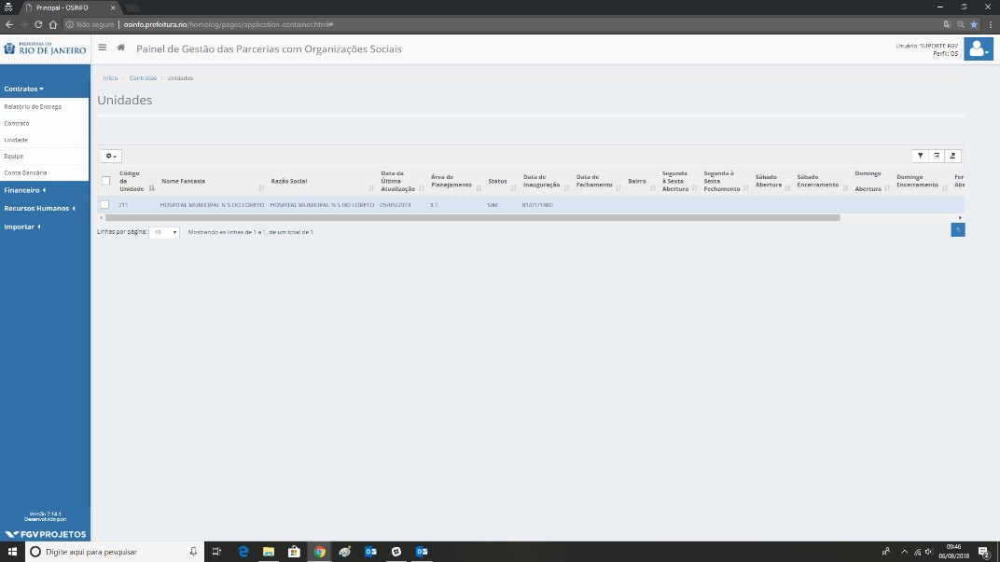 Principal - OSINFO
Não seguro | osinfo.prefeitura.rio/homolog/pages/application-container.html#
PREFEITURA DO
RIO DE JANEIRO
Painel de Gestão das Parcerias com Organizações Sociais
Usuário: SUPORTE FGV
Perfil: OS
Contratos
Relatório de Entrega
Contrato
Unidade
Equipe
Conta Bancária
Financeiro
Recursos Humanos
Importar
Versão 2.14.1
Desenvolvido por:
FGV PROJETOS
Início
Contratos
Unidades
Unidades
Código da Unidade
Nome Fantasia
Razão Social
Data da Última Atualização
Área de Planejamento
Status
Data de Inauguração
Data de Fechamento
Bairro
Segunda à Sexta Abertura
Segunda à Sexta Fechamento
Sábado Abertura
Sábado Encerramento
Domingo Abertura
Domingo Encerramento
211
HOSPITAL MUNICIPAL N S DO LORETO
HOSPITAL MUNICIPAL N S DO LORETO
3.1
SIM
01/01/1900
Linhas por página: 10
Mostrando as linhas de 1 a 1, de um total de 1.
1
Digite aqui para pesquisar
09:46
06/08/2018